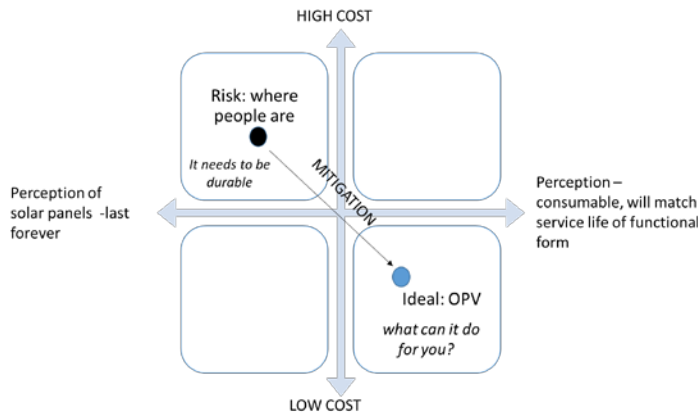 HIGH COST
Risk: where
people are
It needs to be
durable
MITIGATION
Perception of
solar panels -last
forever
Perception –
consumable, will match
service life of functional
form
Ideal: OPV
what can it do
for you?
LOW COST